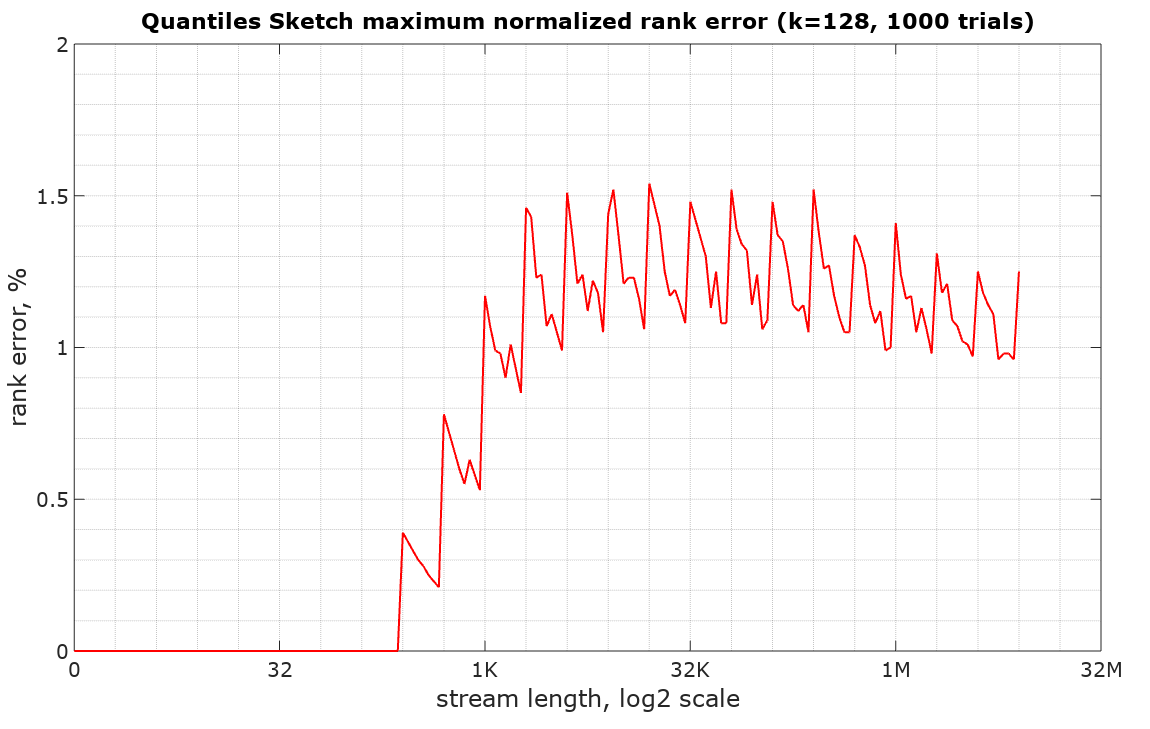 Quantiles Sketch maximum normalized rank error (k=128, 1000 trials)
2
1.5
1
0.5
0
rank error, %
0 32 1K 32K 1M 32M
stream length, log2 scale